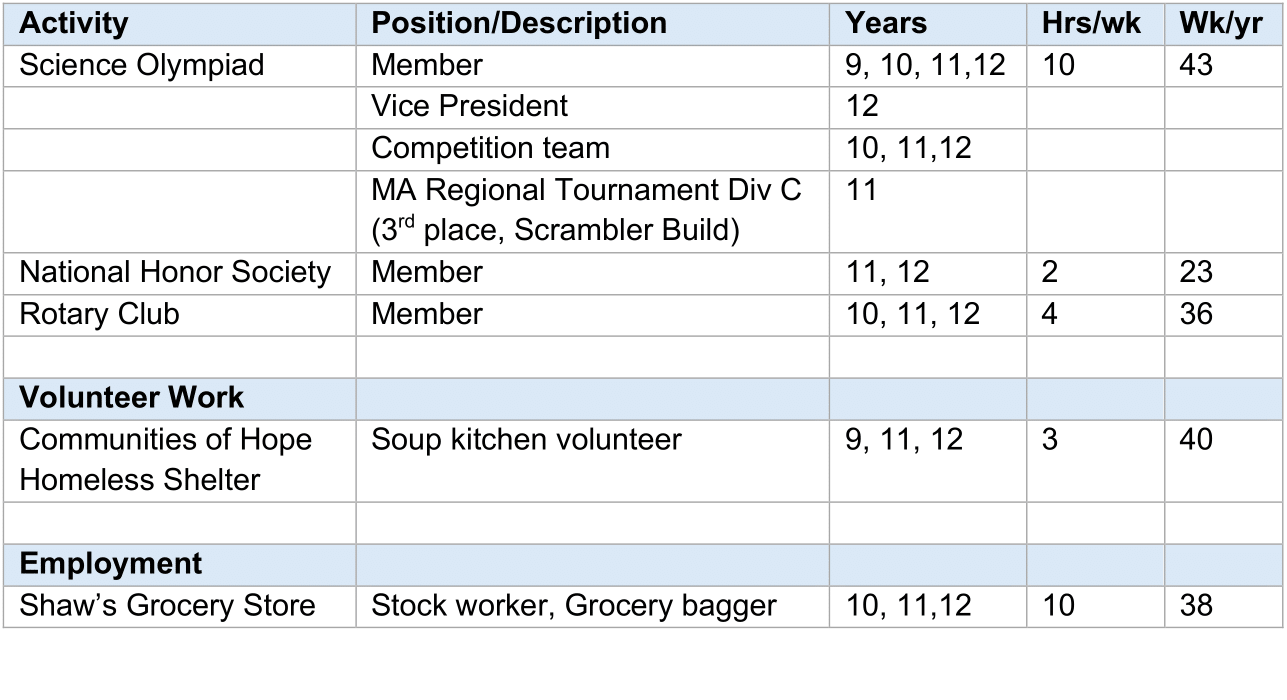 Activity Position/Description Years Hrs/wk Wk/yr
Science Olympiad Member 9, 10, 11,12 10 43
Vice President 12
Competition team 10, 11,12
MA Regional Tournament Div C 11
(3rd place, Scrambler Build)
National Honor Society Member 11, 12 2 23
Rotary Club Member 10, 11, 12 4 36
Volunteer Work
Communities of Hope Soup kitchen volunteer 9, 11, 12 3 40
Homeless Shelter
Employment
Shaw’s Grocery Store Stock worker, Grocery bagger 10, 11,12 10 38